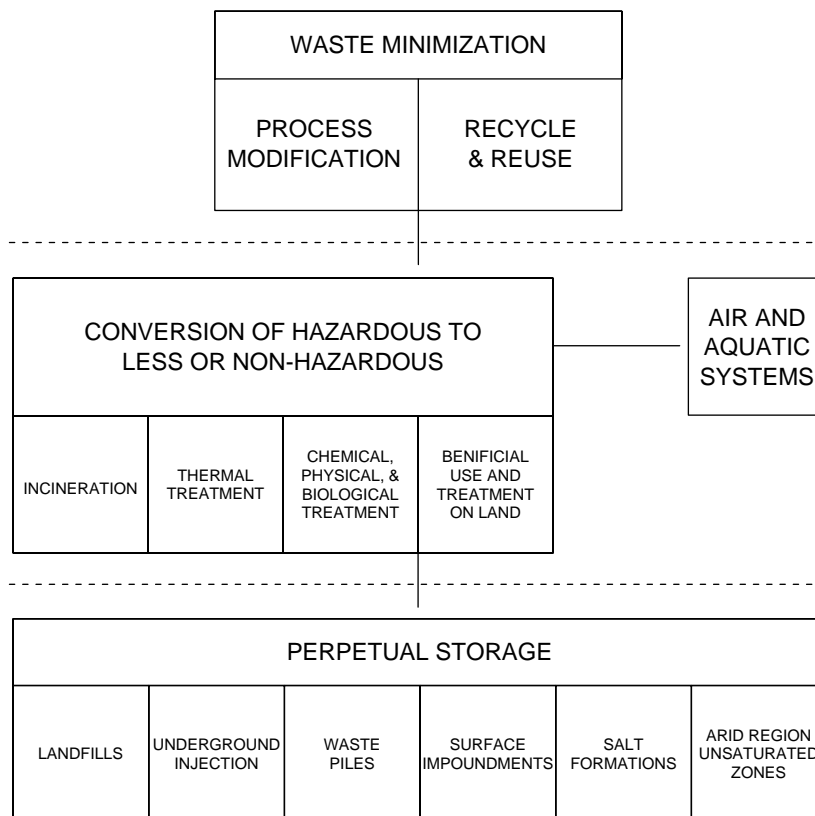 WASTE MINIMIZATION
PROCESS
MODIFICATION
RECYCLE
& REUSE
CONVERSION OF HAZARDOUS TO
LESS OR NON-HAZARDOUS
AIR AND
AQUATIC
SYSTEMS
INCINERATION
THERMAL
TREATMENT
CHEMICAL,
PHYSICAL, &
BIOLOGICAL
TREATMENT
BENIFICIAL
USE AND
TREATMENT
ON LAND
PERPETUAL STORAGE
LANDFILLS
UNDERGROUND
INJECTION
WASTE
PILES
SURFACE
IMPOUNDMENTS
SALT
FORMATIONS
ARID REGION
UNSATURATED
ZONES